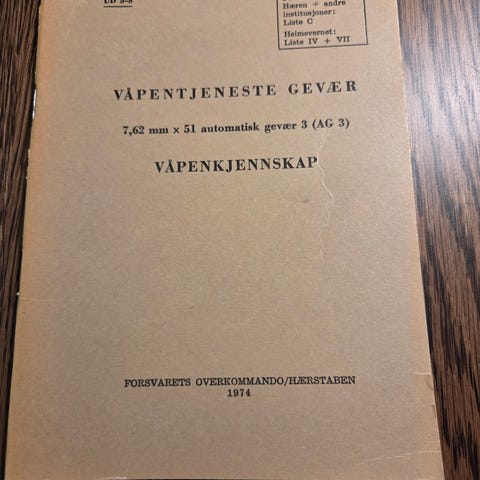 UD 3-8
Hæren + andre
institusjoner:
Liste C
Heimevernet:
Liste IV + VII
VÅPENTJENESTE GEVÆR
7,62 mm x 51 automatisk gevær 3 (AG 3)
VÅPENKJENNSKAP
FORSVARETS OVERKOMMANDO/HÆRSTABEN
1974